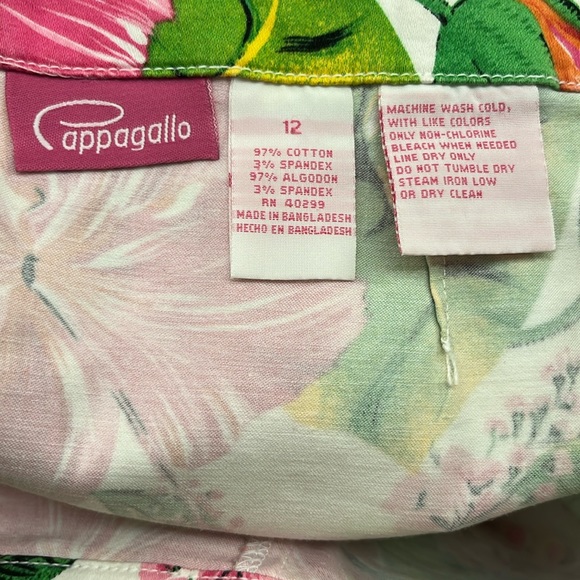 Pappagallo
12
97% COTTON
3% SPANDEX
97% ALGODON
3% SPANDEX
RN 40299
MADE IN BANGLADESH
HECHO EN BANGLADESH
MACHINE WASH COLD,
WITH LIKE COLORS
ONLY NON-CHLORINE
BLEACH WHEN NEEDED
LINE DRY ONLY
DO NOT TUMBLE DRY
STEAM IRON LOW
OR DRY CLEAN